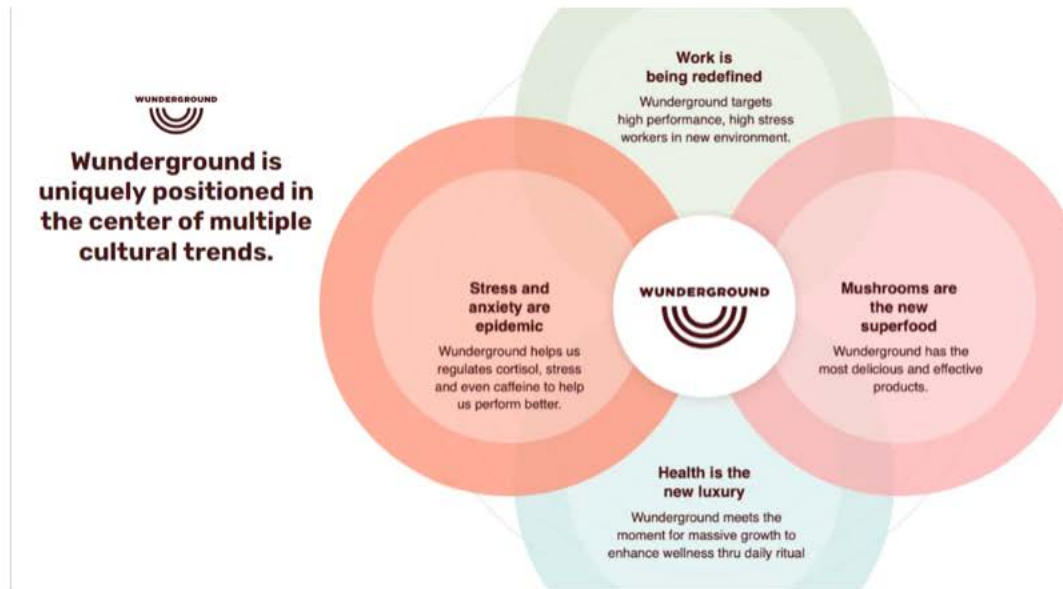 WUNDERGROUND
Wunderground is
uniquely positioned in
the center of multiple
cultural trends.
Work is
being redefined
Wunderground targets
high performance, high stress
workers in new environment.
Stress and
anxiety are
epidemic
Wunderground helps us
regulates cortisol, stress
and even caffeine to help
us perform better.
WUNDERGROUND
Mushrooms are
the new
superfood
Wunderground has the
most delicious and effective
products.
Health is the
new luxury
Wunderground meets the
moment for massive growth to
enhance wellness thru daily ritual